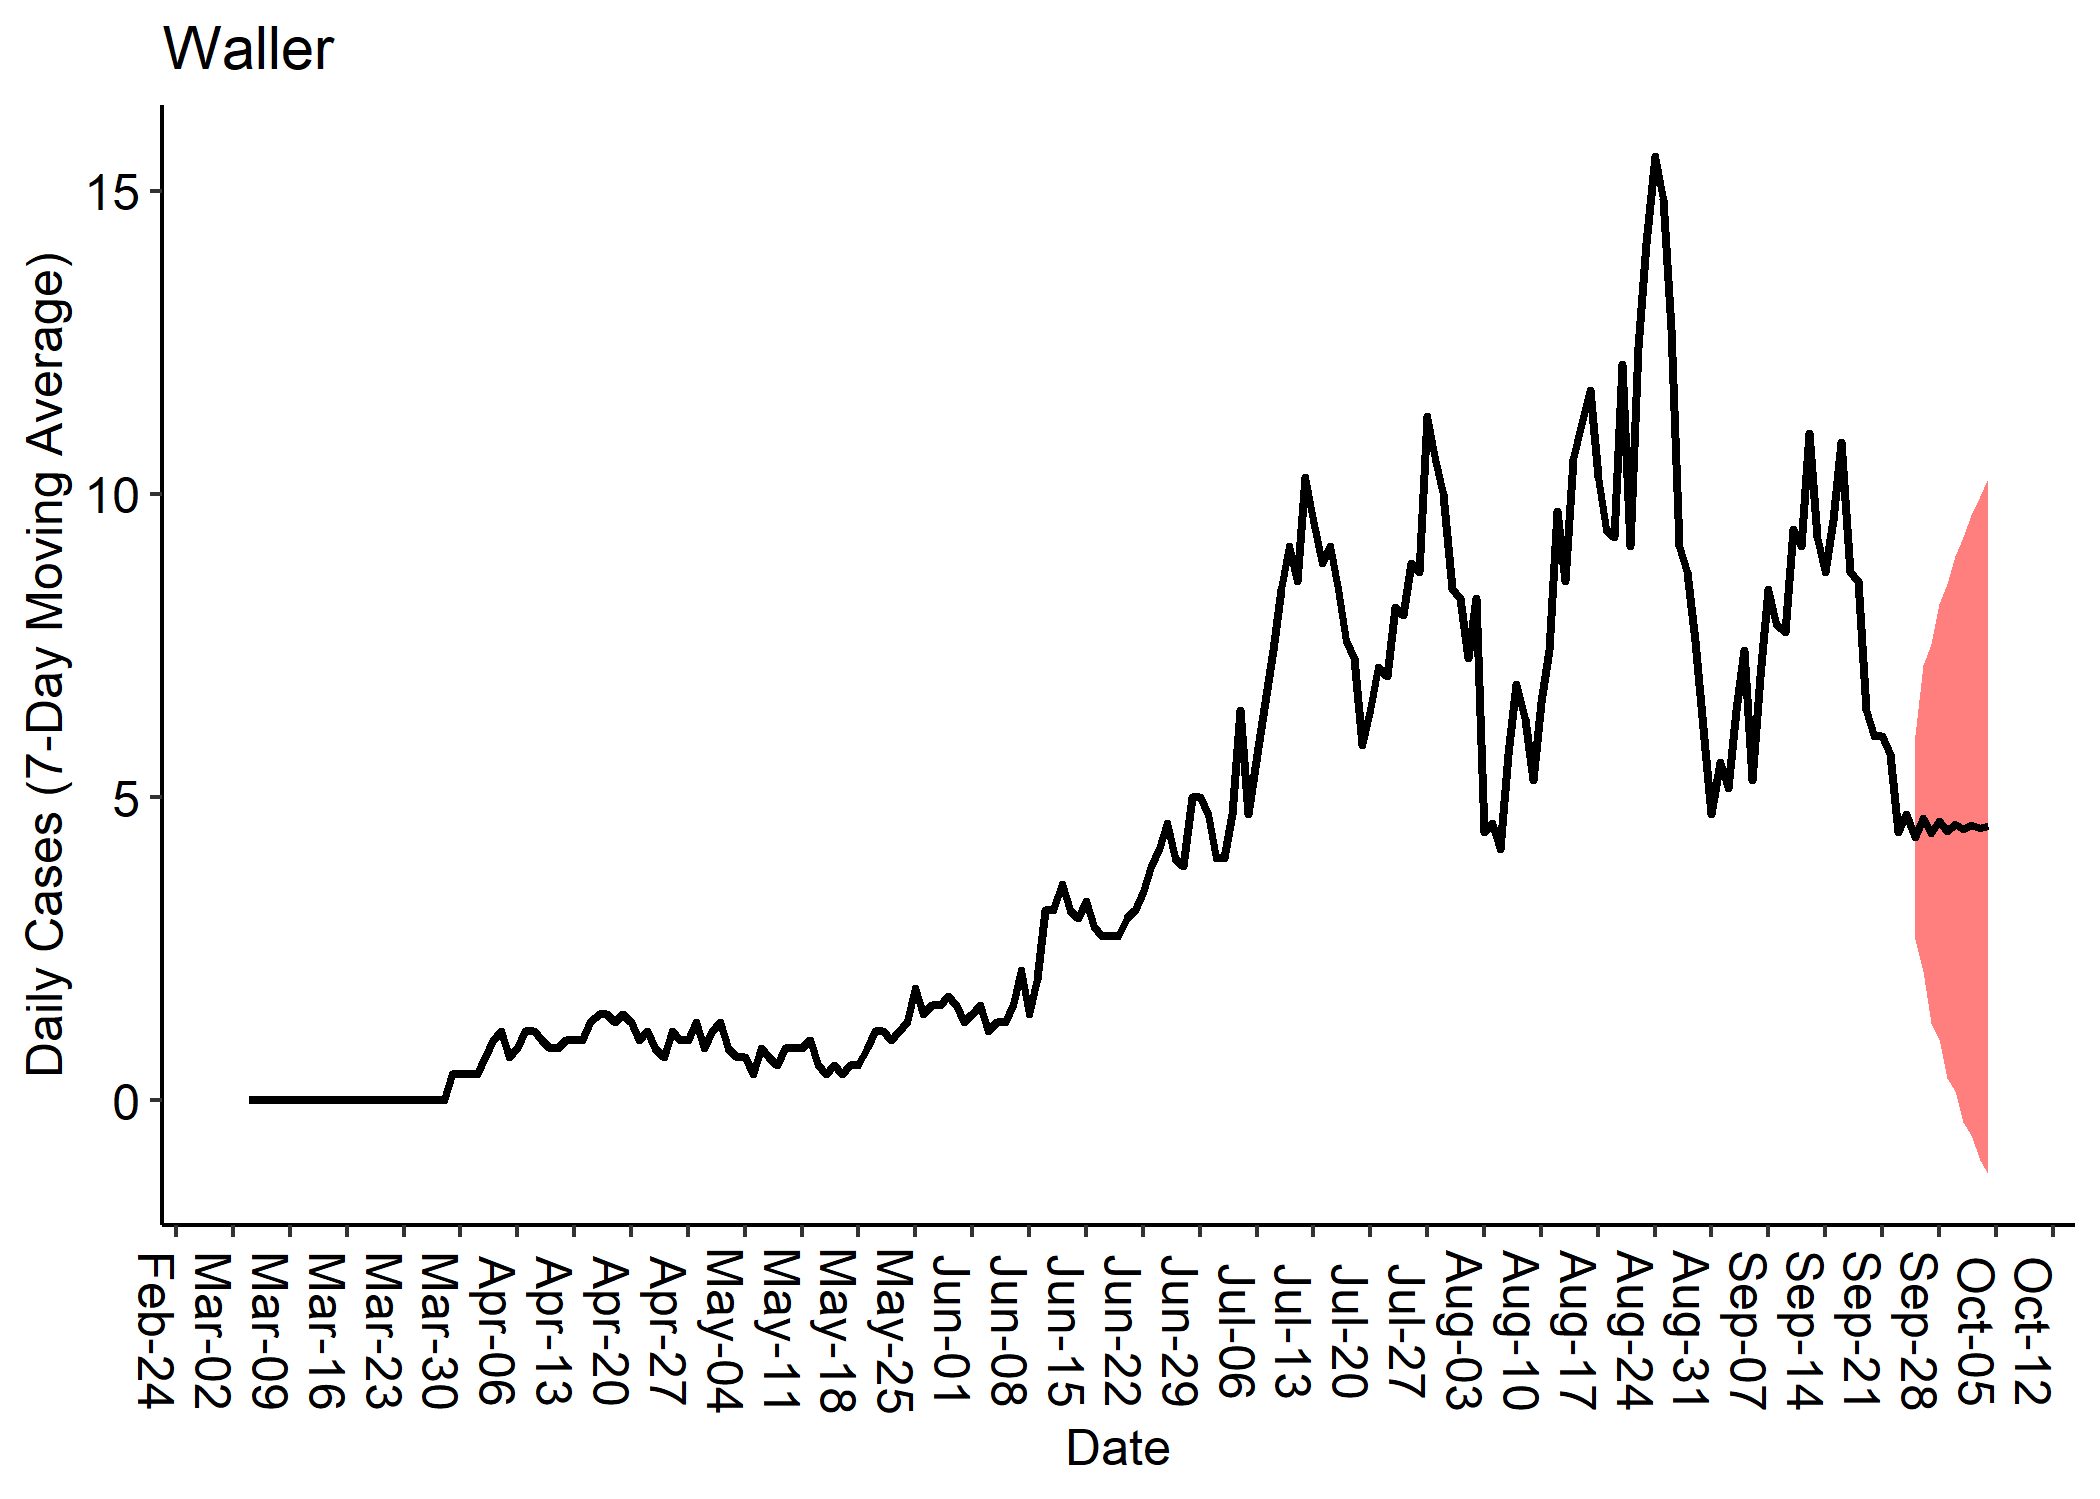 Waller
Daily Cases (7-Day Moving Average)
15
10
5
0
Feb-24
Mar-02
Mar-09
Mar-16
Mar-23
Mar-30
Apr-06
Apr-13
Apr-20
Apr-27
May-04
May-11
May-18
May-25
Jun-01
Jun-08
Jun-15
Jun-22
Jun-29
Jul-06
Jul-13
Jul-20
Jul-27
Aug-03
Aug-10
Aug-17
Aug-24
Aug-31
Sep-07
Sep-14
Sep-21
Sep-28
Oct-05
Oct-12
Date